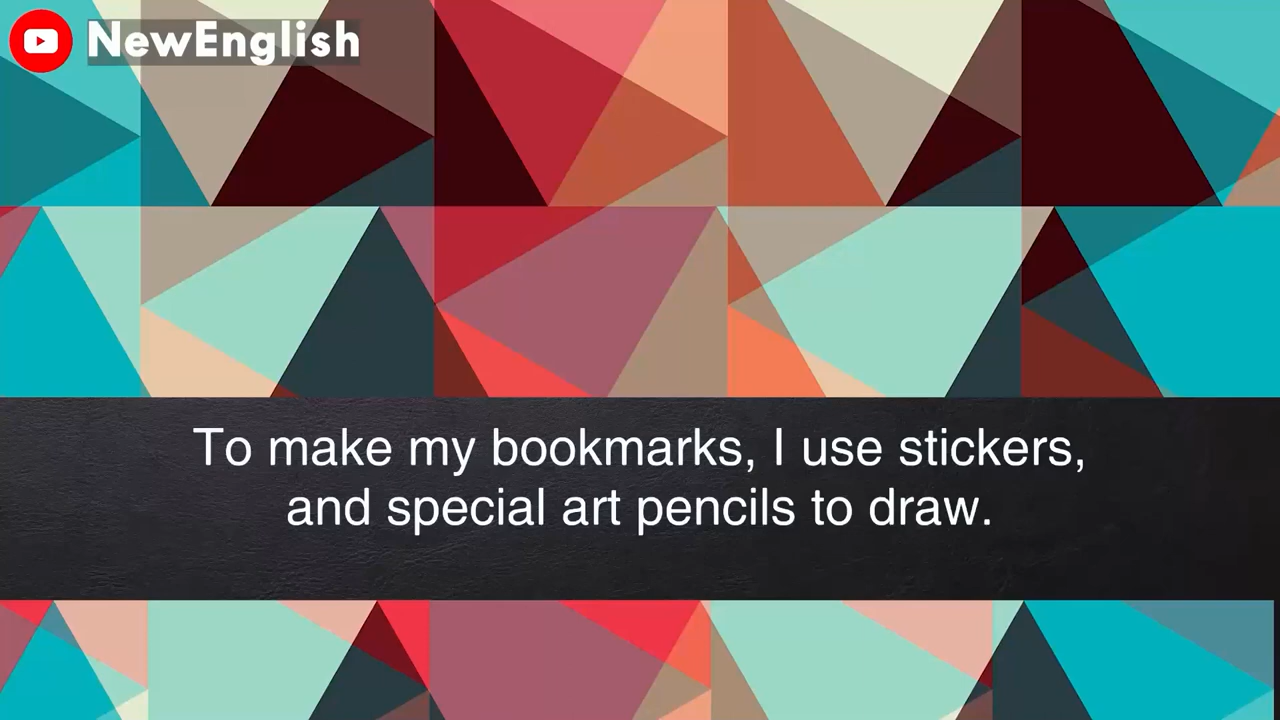 NewEnglish
To make my bookmarks, I use stickers,
and special art pencils to draw.